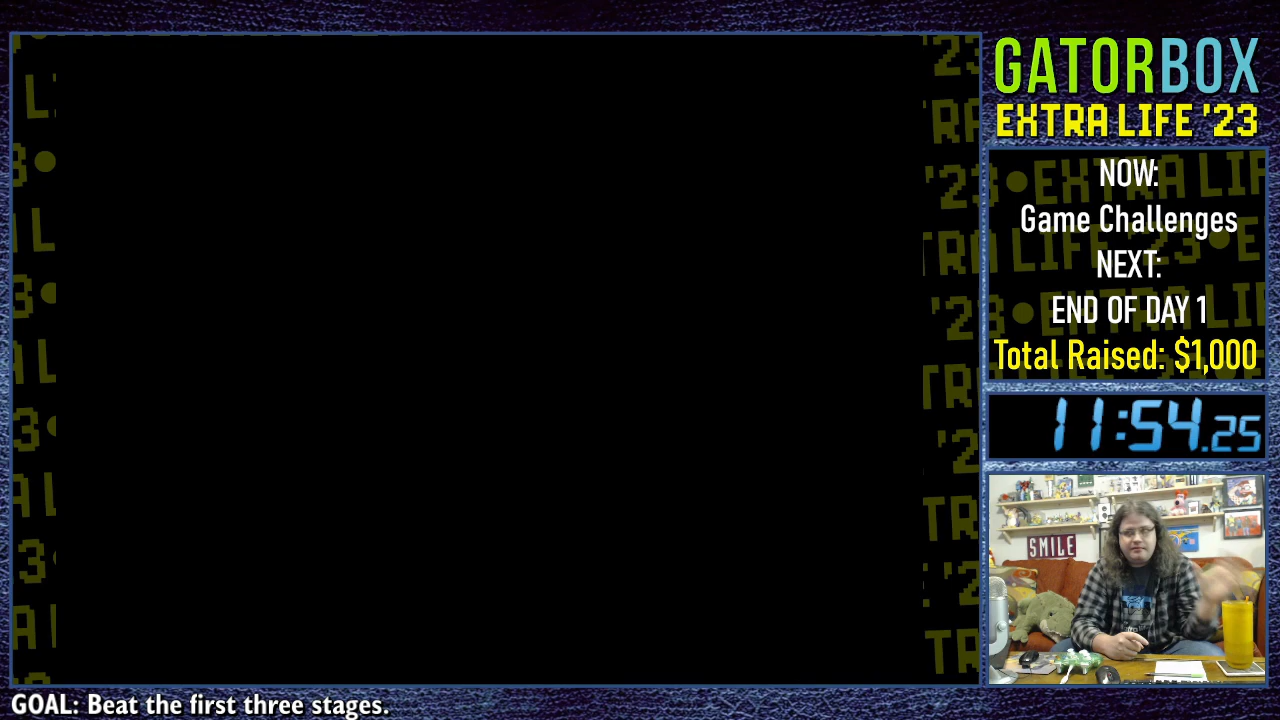 GATORBOX
EXTRA LIFE '23
NOW:
Game Challenges
NEXT:
END OF DAY 1
Total Raised: $1,000
11:54.25
SMILE
GOAL: Beat the first three stages.